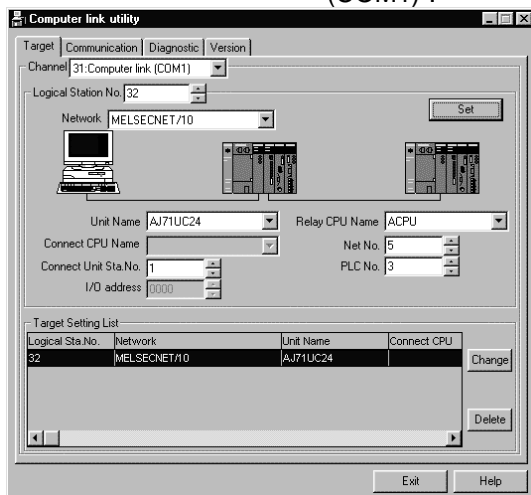 (COM1) .
Computer link utility
Target Communication Diagnostic Version
Channel 31:Computer link (COM1)
Logical Station No. 32
Set
Network MELSECNET/10
Unit Name AJ71UC24 Relay CPU Name ACPU
Connect CPU Name Net No. 5
Connect Unit Sta.No. 1 PLC No. 3
I/O address 0000
Target Setting List
Logical Sta.No. Network Unit Name Connect CPU
32 MELSECNET/10 AJ71UC24
Change
Delete
Exit Help